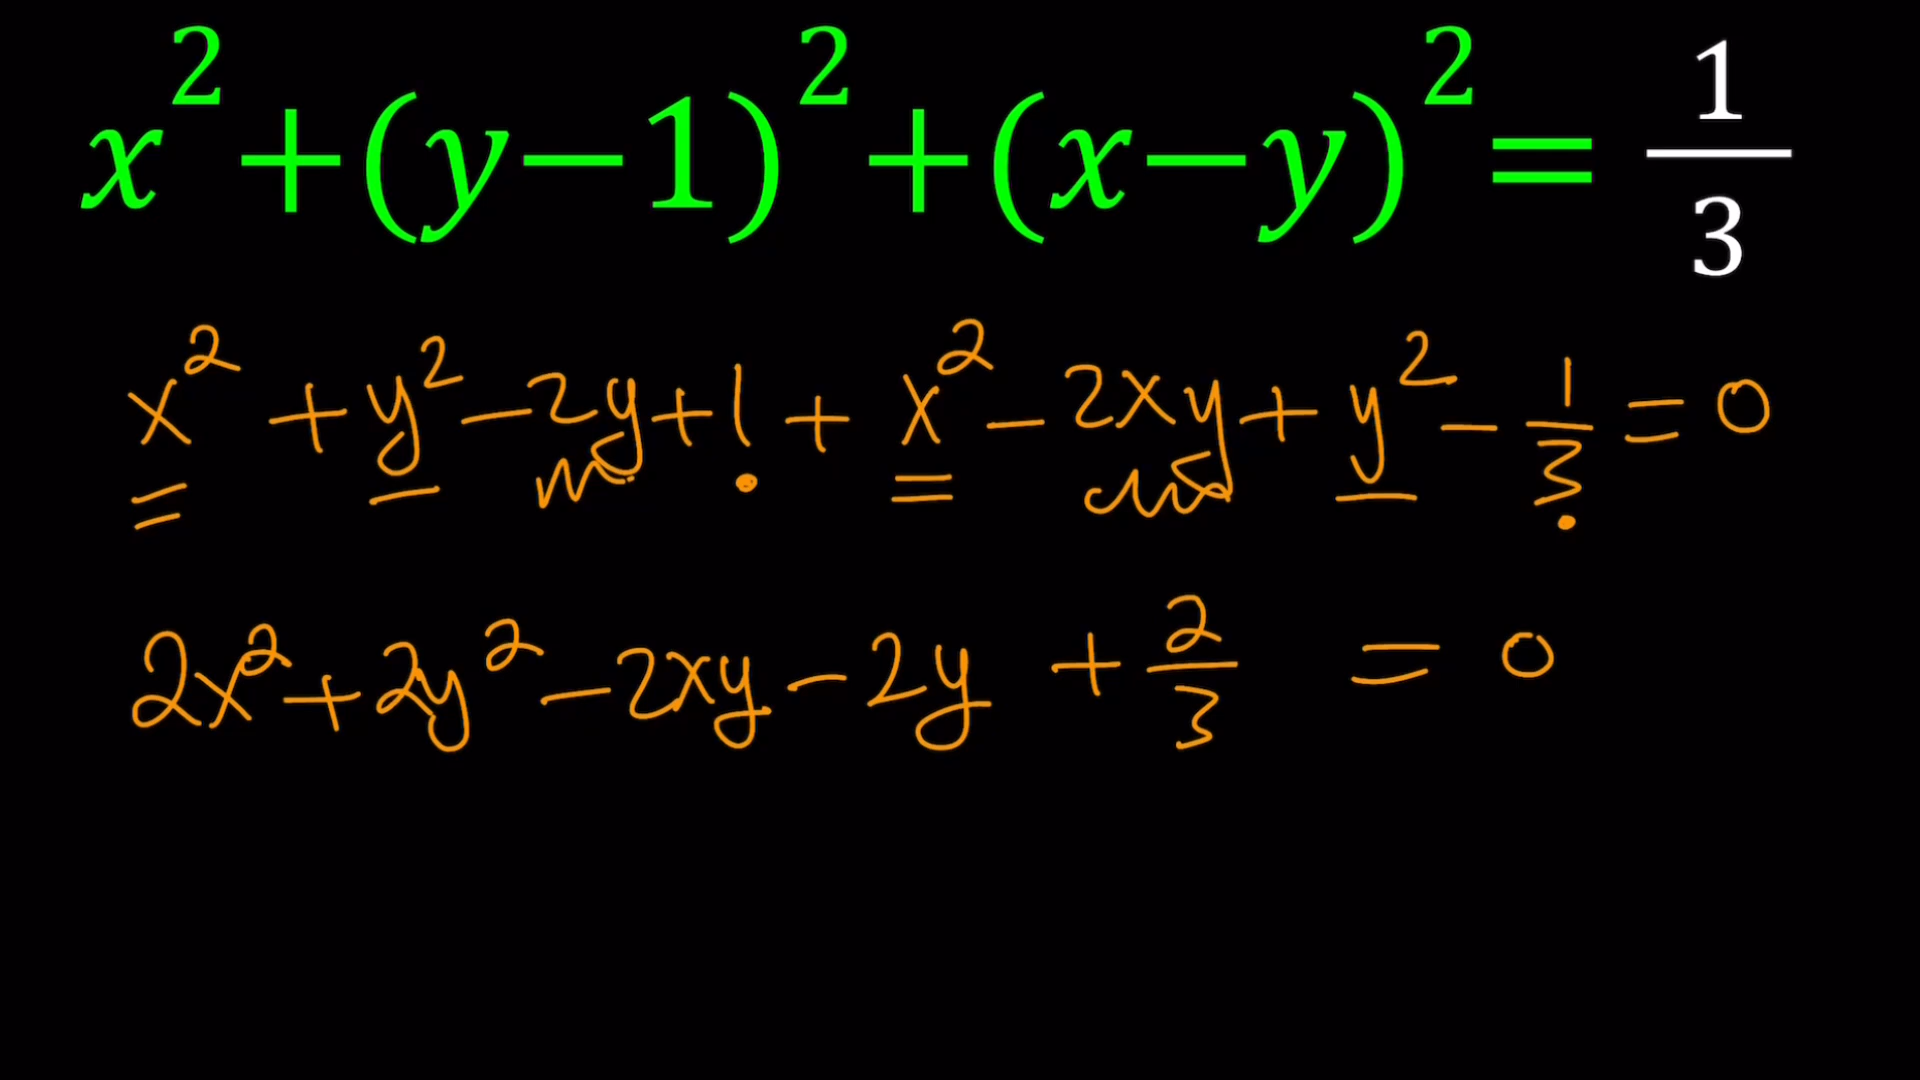 x²+(y−1)²+(x−y)²=1/3
x² + y² − 2y + 1 + x² − 2xy + y² − 1/3 = 0
2x² + 2y² − 2xy − 2y + 2/3 = 0